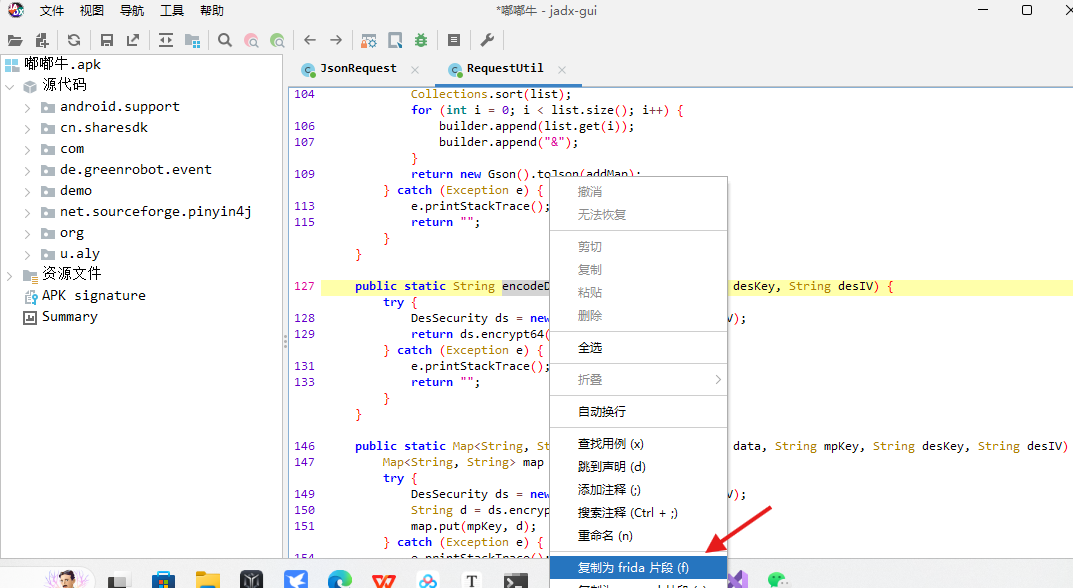 文件 视图 导航 工具 帮助 *嘟嘟牛 - jadx-gui
嘟嘟牛.apk
源代码
android.support
cn.sharesdk
com
de.greenrobot.event
demo
net.sourceforge.pinyin4j
org
u.aly
资源文件
APK signature
Summary
JsonRequest RequestUtil
104 Collections.sort(list);
for (int i = 0; i < list.size(); i++) {
106 builder.append(list.get(i));
107 builder.append("&");
}
109 return new Gson().toJson(addMap);
} catch (Exception e) {
113 e.printStackTrace();
115 return "";
}
}
127 public static String encodeD desKey, String desIV) {
try {
128 DesSecurity ds = new V);
129 return ds.encrypt64(
} catch (Exception e) {
131 e.printStackTrace();
133 return "";
}
}
146 public static Map<String, St data, String mpKey, String desKey, String desIV)
147 Map<String, String> map
try {
149 DesSecurity ds = new V);
150 String d = ds.encryp
151 map.put(mpKey, d);
} catch (Exception e) {
154 e.printStackTrace
撤消
无法恢复
剪切
复制
粘贴
删除
全选
折叠
自动换行
查找用例 (x)
跳到声明 (d)
添加注释 (;)
搜索注释 (Ctrl + ;)
重命名 (n)
复制为 frida 片段 (f)